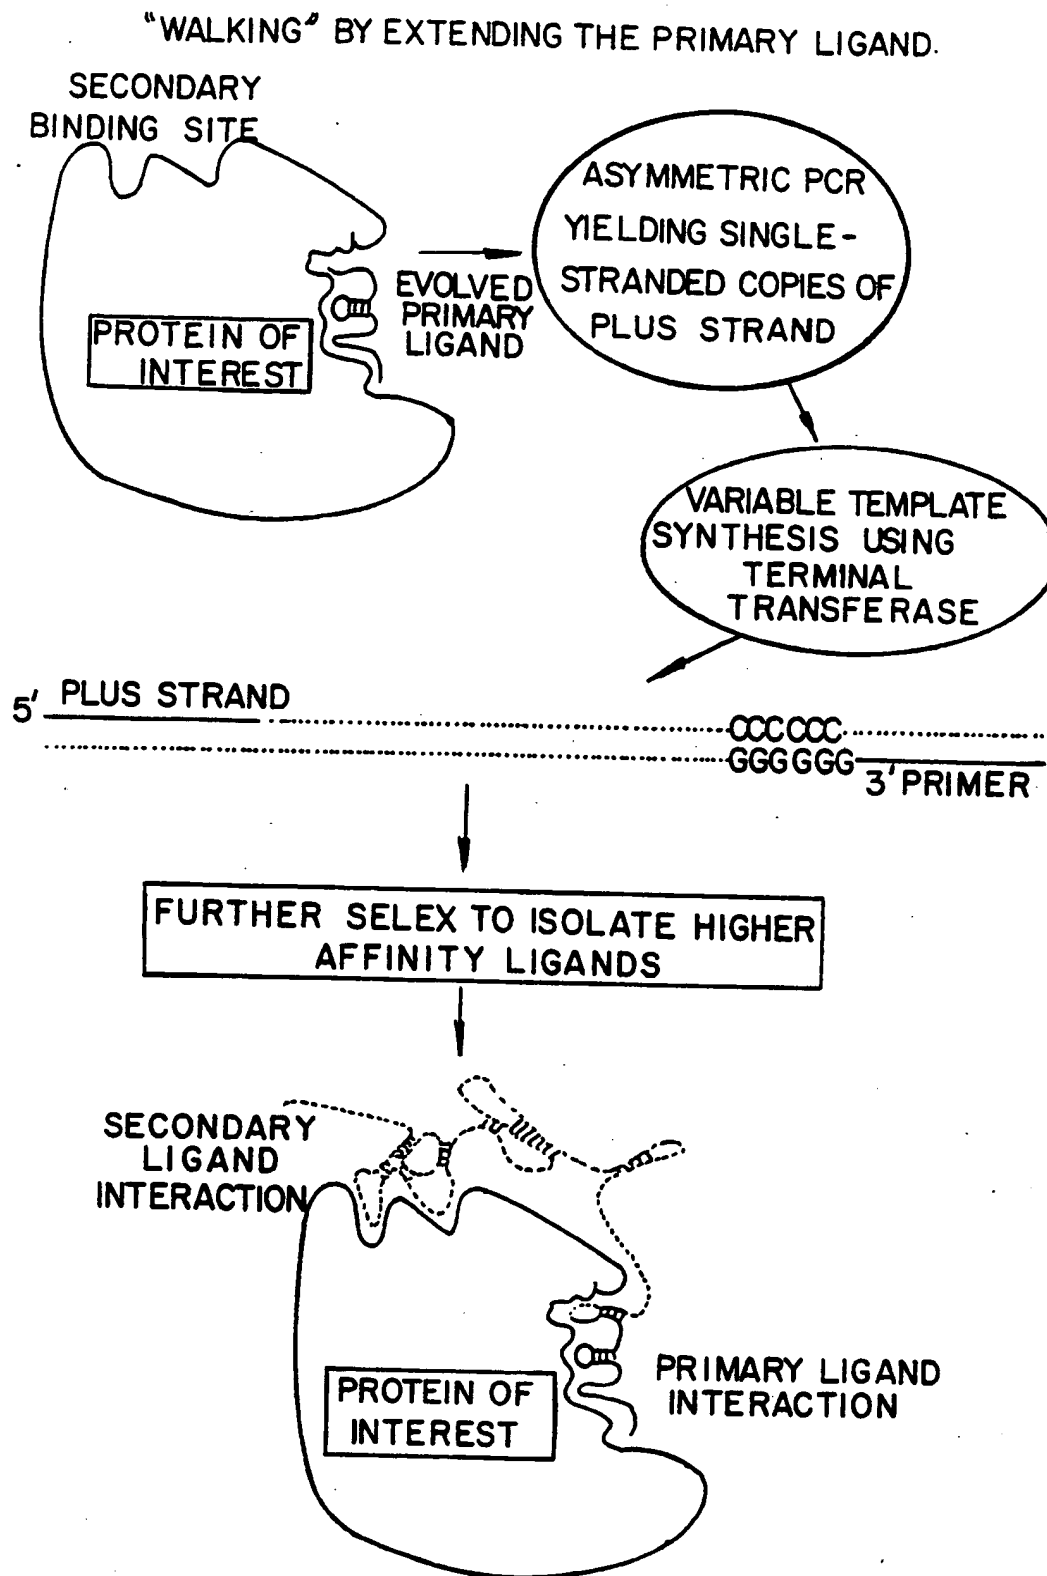 "WALKING" BY EXTENDING THE PRIMARY LIGAND.
SECONDARY
BINDING SITE
ASYMMETRIC PCR
YIELDING SINGLE-
STRANDED COPIES OF
PLUS STRAND
EVOLVED
PRIMARY
LIGAND
PROTEIN OF
INTEREST
VARIABLE TEMPLATE
SYNTHESIS USING
TERMINAL
TRANSFERASE
5' PLUS STRAND
CCCCCC
GGGGGG
3' PRIMER
FURTHER SELEX TO ISOLATE HIGHER
AFFINITY LIGANDS
SECONDARY
LIGAND
INTERACTION
PROTEIN OF
INTEREST
PRIMARY LIGAND
INTERACTION